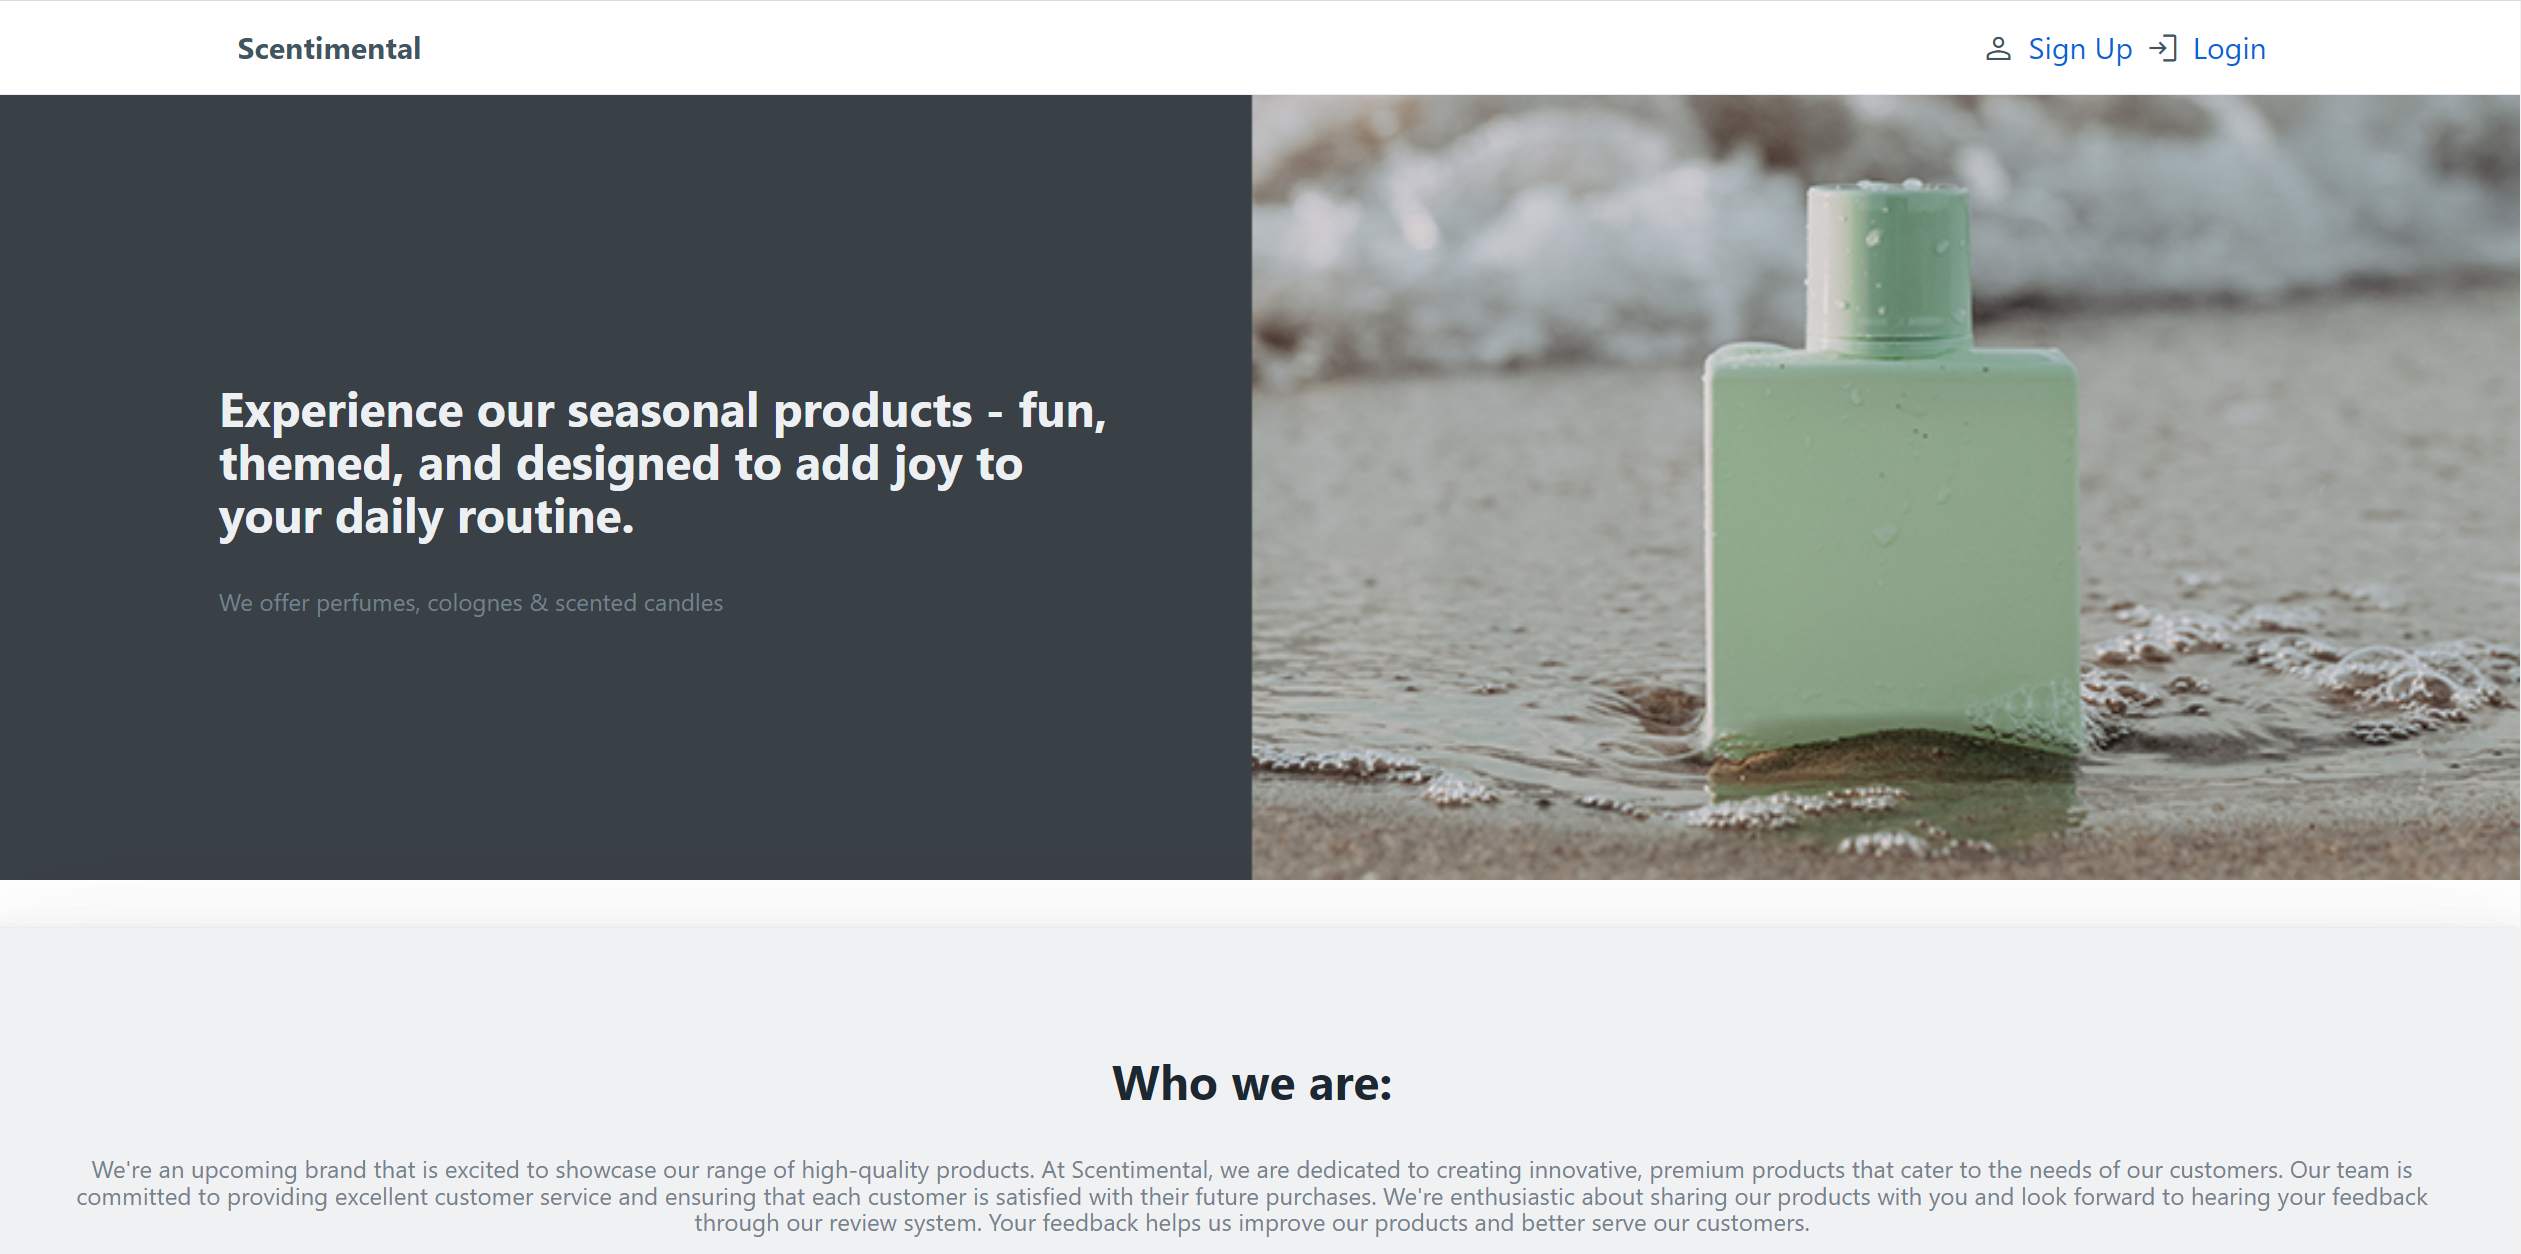 Scentimental
Sign Up
Login
Experience our seasonal products - fun,
themed, and designed to add joy to
your daily routine.
We offer perfumes, colognes & scented candles
Who we are:
We're an upcoming brand that is excited to showcase our range of high-quality products. At Scentimental, we are dedicated to creating innovative, premium products that cater to the needs of our customers. Our team is
committed to providing excellent customer service and ensuring that each customer is satisfied with their future purchases. We're enthusiastic about sharing our products with you and look forward to hearing your feedback
through our review system. Your feedback helps us improve our products and better serve our customers.